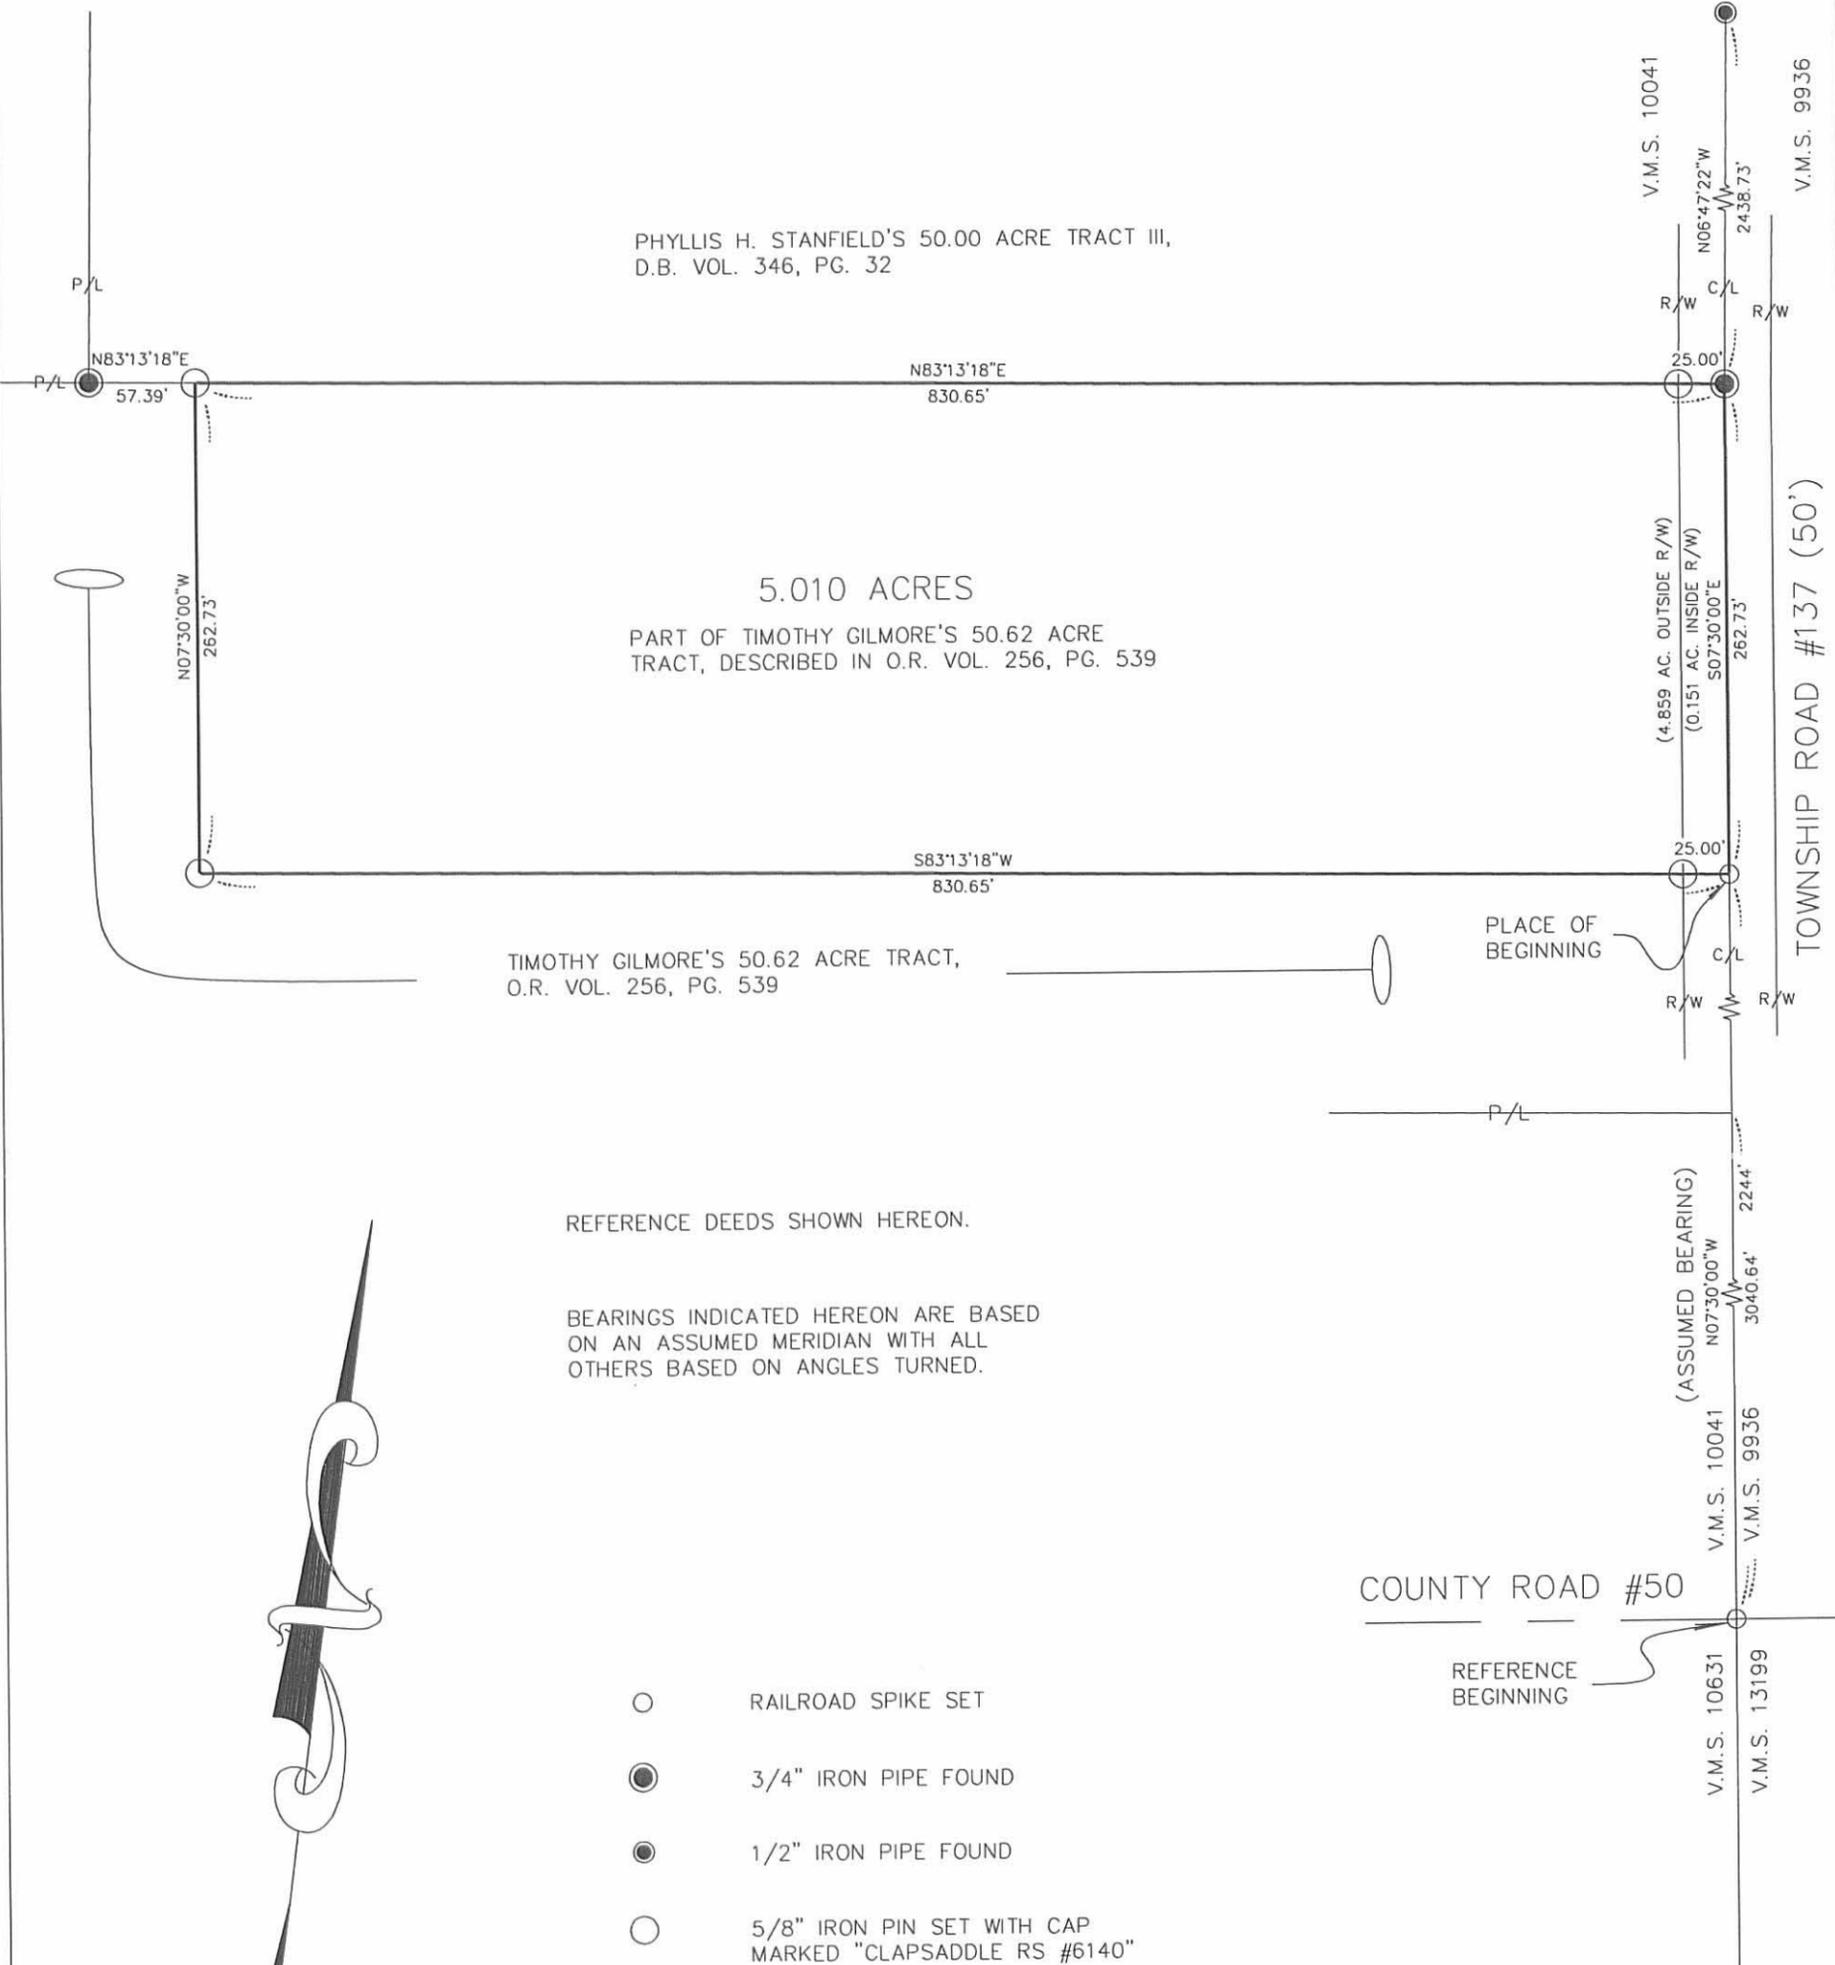 V.M.S. 10041
V.M.S. 9936
N06°47'22"W
2438.73'
PHYLLIS H. STANFIELD'S 50.00 ACRE TRACT III,
D.B. VOL. 346, PG. 32
P/L
C/L
R/W
R/W
N83°13'18"E
P/L
57.39'
N83°13'18"E
830.65'
25.00'
N07°30'00"W
262.73'
5.010 ACRES
PART OF TIMOTHY GILMORE'S 50.62 ACRE
TRACT, DESCRIBED IN O.R. VOL. 256, PG. 539
(4.859 AC. OUTSIDE R/W)
(0.151 AC. INSIDE R/W)
S07°30'00"E
262.73'
TOWNSHIP ROAD #137 (50')
S83°13'18"W
830.65'
25.00'
PLACE OF
BEGINNING
C/L
R/W
R/W
TIMOTHY GILMORE'S 50.62 ACRE TRACT,
O.R. VOL. 256, PG. 539
P/L
(ASSUMED BEARING)
N07°30'00"W
2244'
3040.64'
REFERENCE DEEDS SHOWN HEREON.
BEARINGS INDICATED HEREON ARE BASED
ON AN ASSUMED MERIDIAN WITH ALL
OTHERS BASED ON ANGLES TURNED.
V.M.S. 10041
V.M.S. 9936
COUNTY ROAD #50
REFERENCE
BEGINNING
V.M.S. 10631
V.M.S. 13199
RAILROAD SPIKE SET
3/4" IRON PIPE FOUND
1/2" IRON PIPE FOUND
5/8" IRON PIN SET WITH CAP
MARKED "CLAPSADDLE RS #6140"